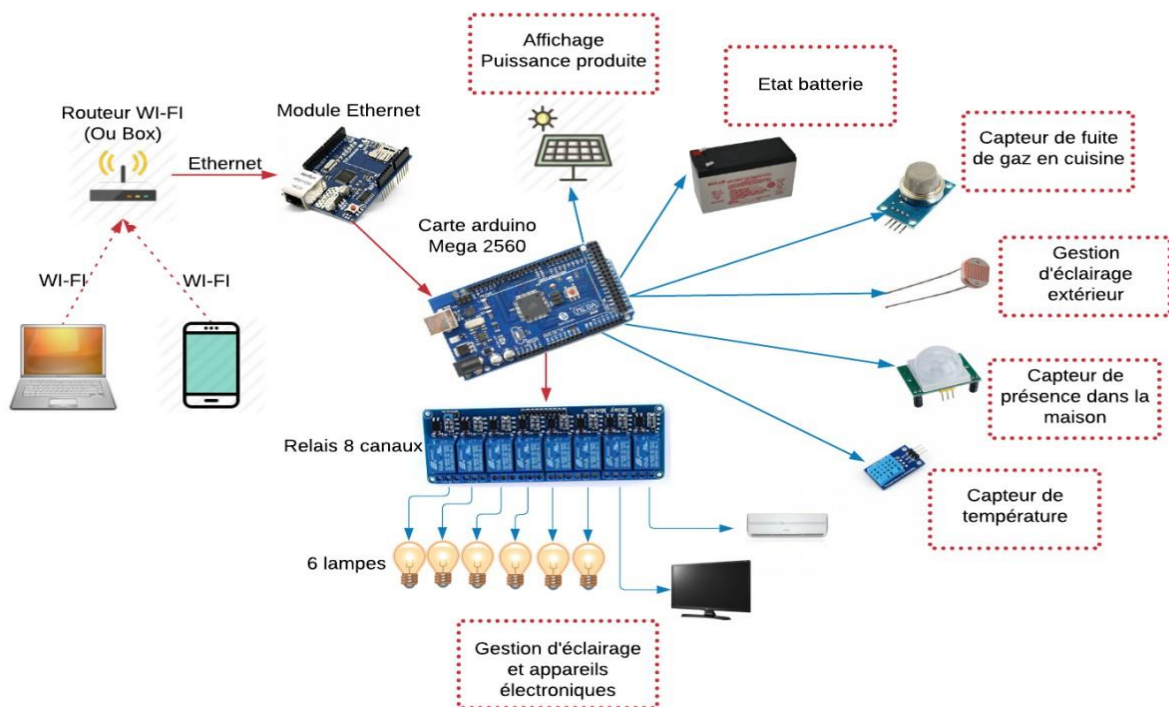 Affichage
Puissance produite
Etat batterie
Routeur WI-FI
(Ou Box)
Module Ethernet
Ethernet
Capteur de fuite
de gaz en cuisine
Carte arduino
Mega 2560
WI-FI
WI-FI
Gestion
d'éclairage
extérieur
Capteur de
présence dans la
maison
Relais 8 canaux
Capteur de
température
6 lampes
Gestion d'éclairage
et appareils
électroniques